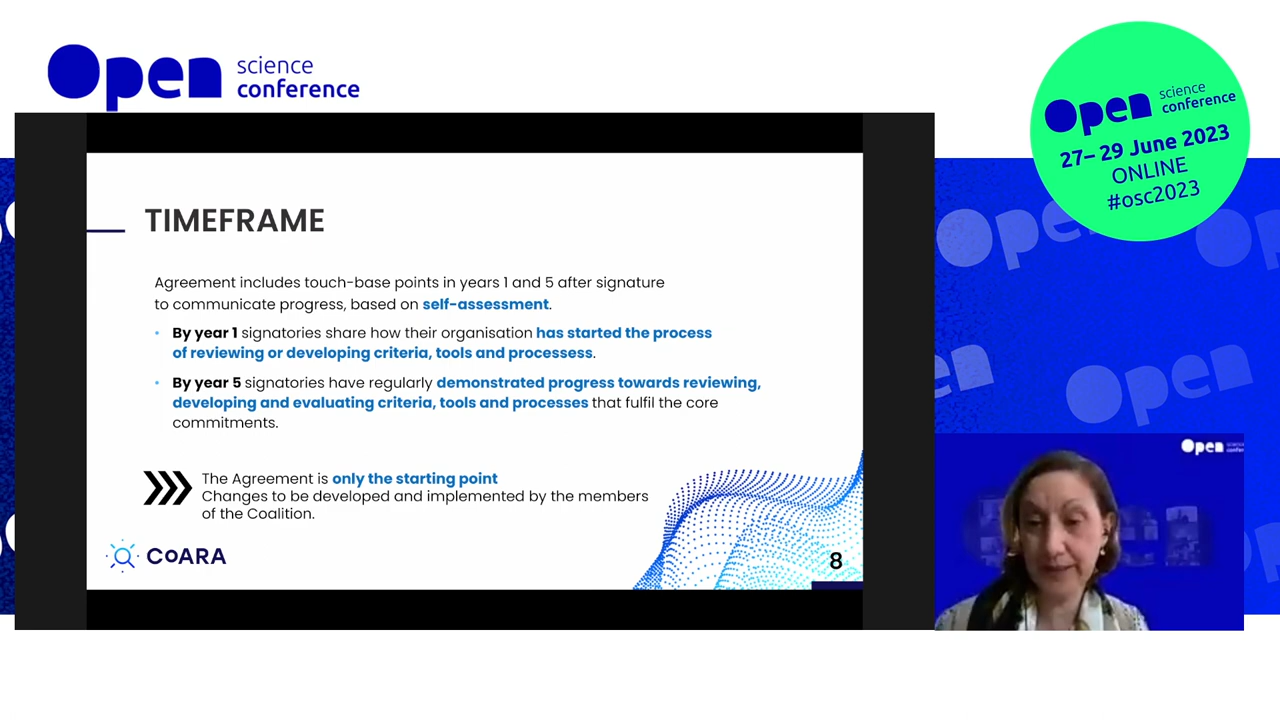 Open science
conference
Open science
conference
27– 29 June 2023
ONLINE
#osc2023
TIMEFRAME
Agreement includes touch-base points in years 1 and 5 after signature
to communicate progress, based on self-assessment.
• By year 1 signatories share how their organisation has started the process
of reviewing or developing criteria, tools and processess.
• By year 5 signatories have regularly demonstrated progress towards reviewing,
developing and evaluating criteria, tools and processes that fulfil the core
commitments.
The Agreement is only the starting point
Changes to be developed and implemented by the members
of the Coalition.
CoARA
8
Open